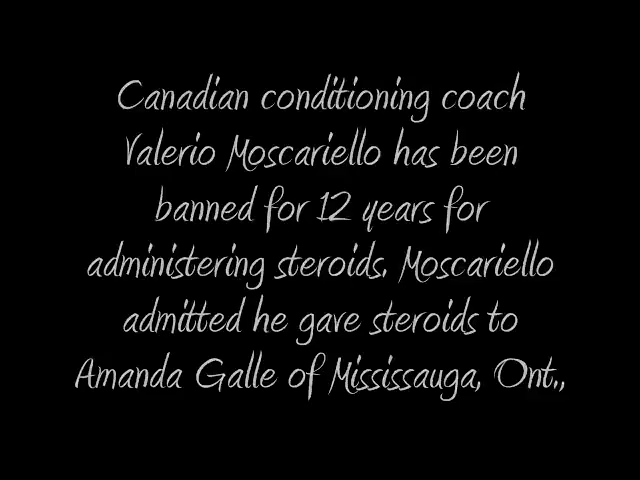 Canadian conditioning coach
Valerio Moscariello has been
banned for 12 years for
administering steroids. Moscariello
admitted he gave steroids to
Amanda Galle of Mississauga, Ont.,